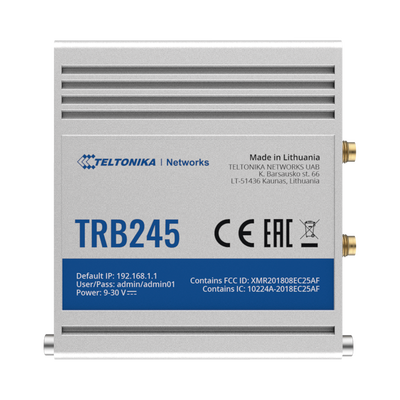 TELTONIKA | Networks
Made in Lithuania
TELTONIKA NETWORKS UAB
K. Barsausko st. 66
LT-51436 Kaunas, Lithuania
TRB245
CE EAC
Default IP: 192.168.1.1
User/Pass: admin/admin01
Power: 9-30 V
Contains FCC ID: XMR201808EC25AF
Contains IC: 10224A-2018EC25AF